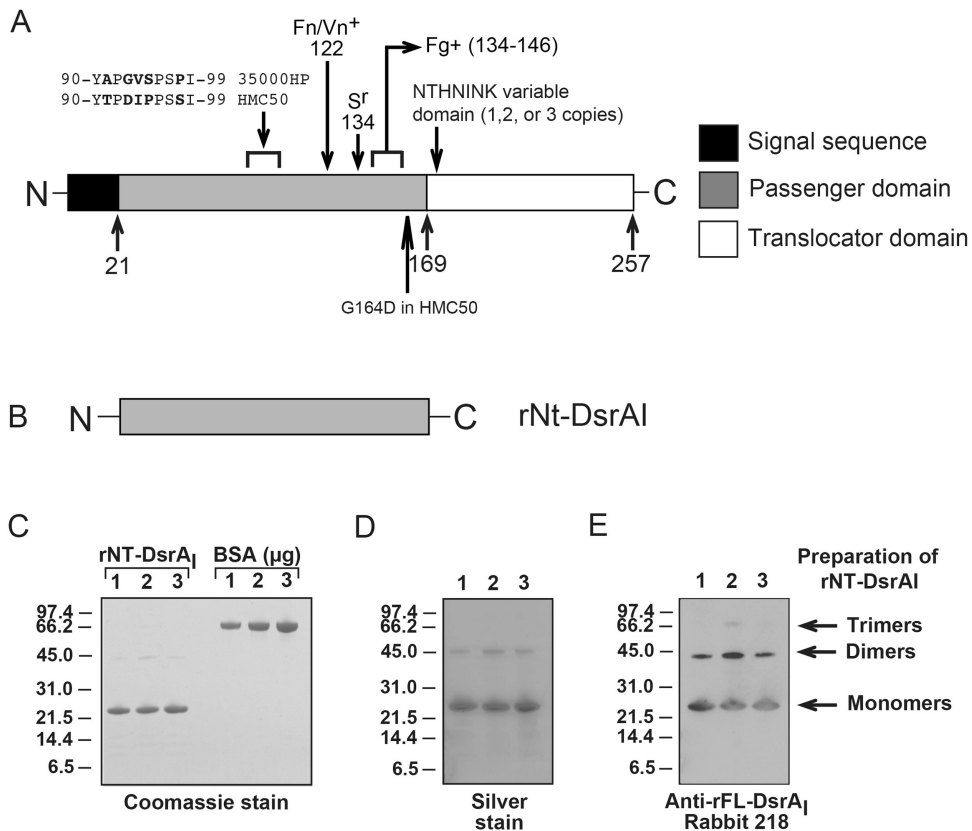 A
90-YAPGVSPSPI-99 35000HP
90-YTPDIPPSSI-99 HMC50
Fn/Vn+
122
Sr
134
Fg+ (134-146)
NTHNINK variable
domain (1,2, or 3 copies)
N
C
21
169
257
G164D in HMC50
Signal sequence
Passenger domain
Translocator domain
B
N
C
rNt-DsrAI
C
rNT-DsrAI
BSA (µg)
1 2 3
1 2 3
97.4
66.2
45.0
31.0
21.5
14.4
6.5
Coomassie stain
D
1 2 3
97.4
66.2
45.0
31.0
21.5
14.4
6.5
Silver
stain
E
1 2 3
97.4
66.2
45.0
31.0
21.5
14.4
6.5
Preparation of
rNT-DsrAI
Trimers
Dimers
Monomers
Anti-rFL-DsrAI
Rabbit 218